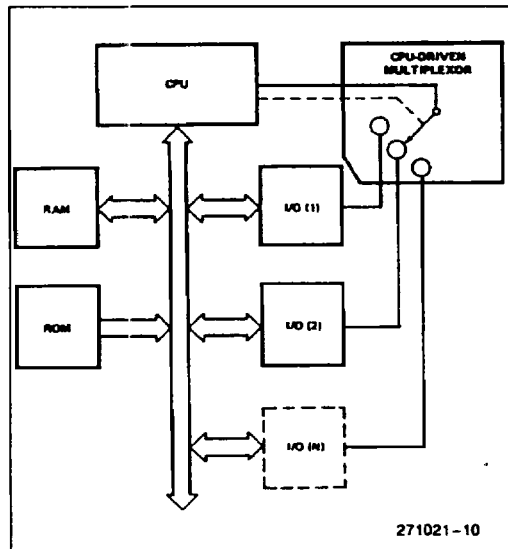 CPU
CPU-DRIVEN
MULTIPLEXOR
RAM
I/O (1)
ROM
I/O (2)
I/O (N)
271021-10